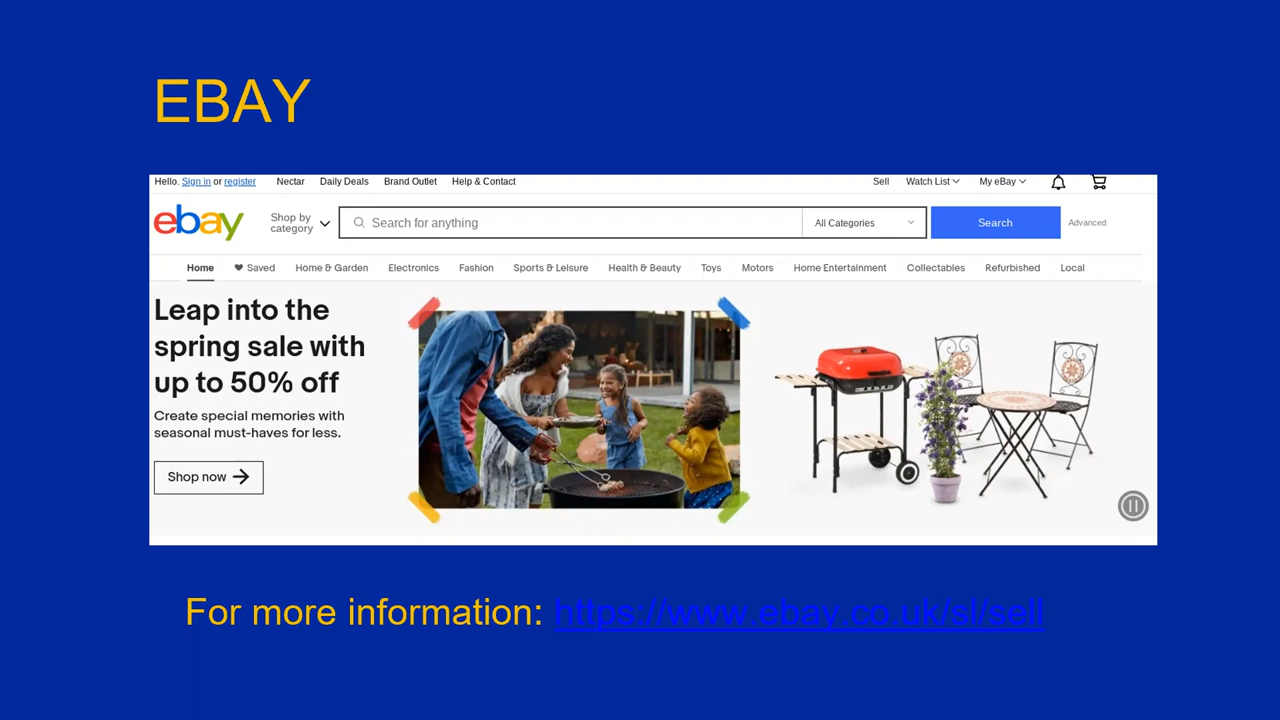 EBAY
Hello. Sign in or register Nectar Daily Deals Brand Outlet Help & Contact Sell Watch List My eBay
ebay Shop by category Search for anything All Categories Search Advanced
Home Saved Home & Garden Electronics Fashion Sports & Leisure Health & Beauty Toys Motors Home Entertainment Collectables Refurbished Local
Leap into the
spring sale with
up to 50% off
Create special memories with
seasonal must-haves for less.
Shop now
For more information: https://www.ebay.co.uk/sl/sell